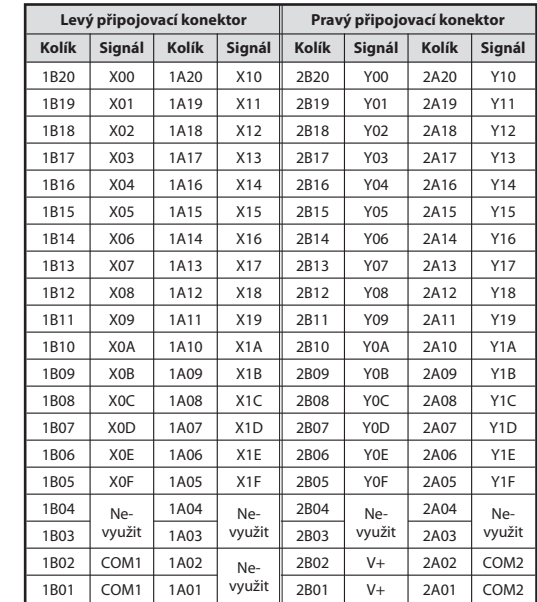 Levý připojovací konektor Pravý připojovací konektor
Kolík Signál Kolík Signál Kolík Signál Kolík Signál
1B20 X00 1A20 X10 2B20 Y00 2A20 Y10
1B19 X01 1A19 X11 2B19 Y01 2A19 Y11
1B18 X02 1A18 X12 2B18 Y02 2A18 Y12
1B17 X03 1A17 X13 2B17 Y03 2A17 Y13
1B16 X04 1A16 X14 2B16 Y04 2A16 Y14
1B15 X05 1A15 X15 2B15 Y05 2A15 Y15
1B14 X06 1A14 X16 2B14 Y06 2A14 Y16
1B13 X07 1A13 X17 2B13 Y07 2A13 Y17
1B12 X08 1A12 X18 2B12 Y08 2A12 Y18
1B11 X09 1A11 X19 2B11 Y09 2A11 Y19
1B10 X0A 1A10 X1A 2B10 Y0A 2A10 Y1A
1B09 X0B 1A09 X1B 2B09 Y0B 2A09 Y1B
1B08 X0C 1A08 X1C 2B08 Y0C 2A08 Y1C
1B07 X0D 1A07 X1D 2B07 Y0D 2A07 Y1D
1B06 X0E 1A06 X1E 2B06 Y0E 2A06 Y1E
1B05 X0F 1A05 X1F 2B05 Y0F 2A05 Y1F
1B04 Ne- 1A04 Ne- 2B04 Ne- 2A04 Ne-
1B03 využit 1A03 využit 2B03 využit 2A03 využit
1B02 COM1 1A02 Ne- 2B02 V+ 2A02 COM2
1B01 COM1 1A01 využit 2B01 V+ 2A01 COM2